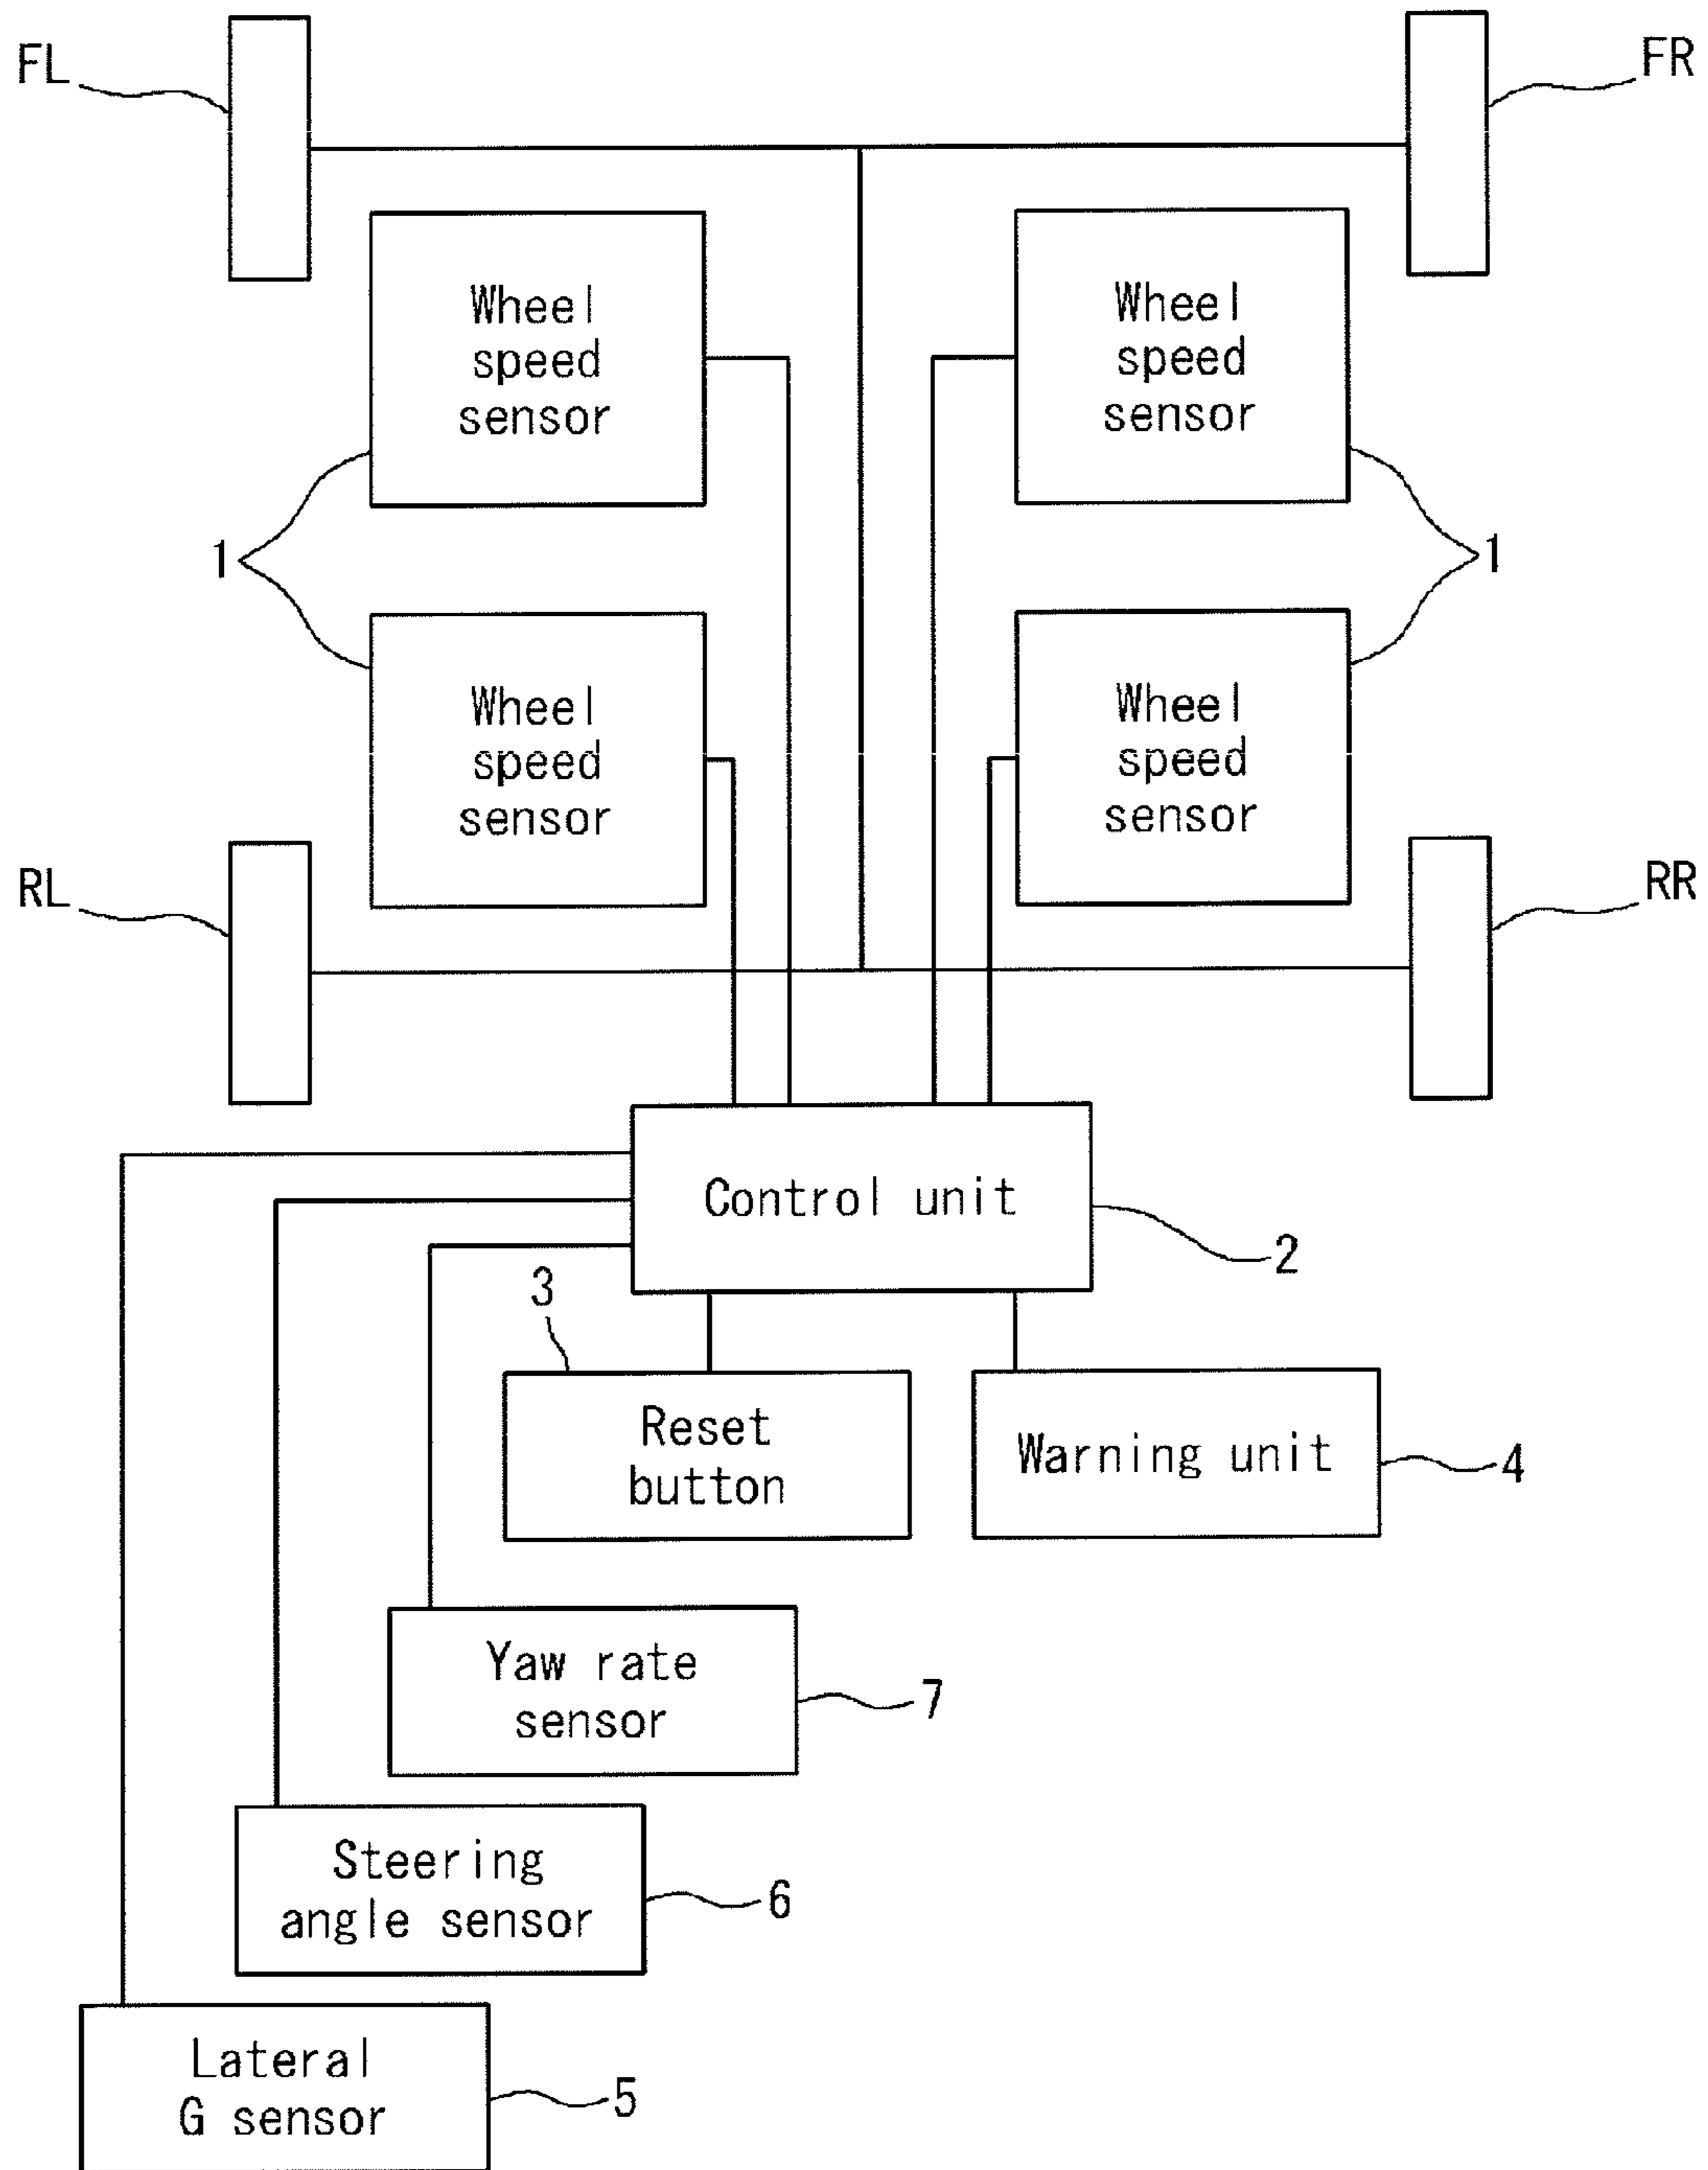 FL
FR
Wheel
speed
sensor
Wheel
speed
sensor
1
1
Wheel
speed
sensor
Wheel
speed
sensor
RL
RR
Control unit
2
3
Reset
button
Warning unit
4
Yaw rate
sensor
7
Steering
angle sensor
6
Lateral
G sensor
5